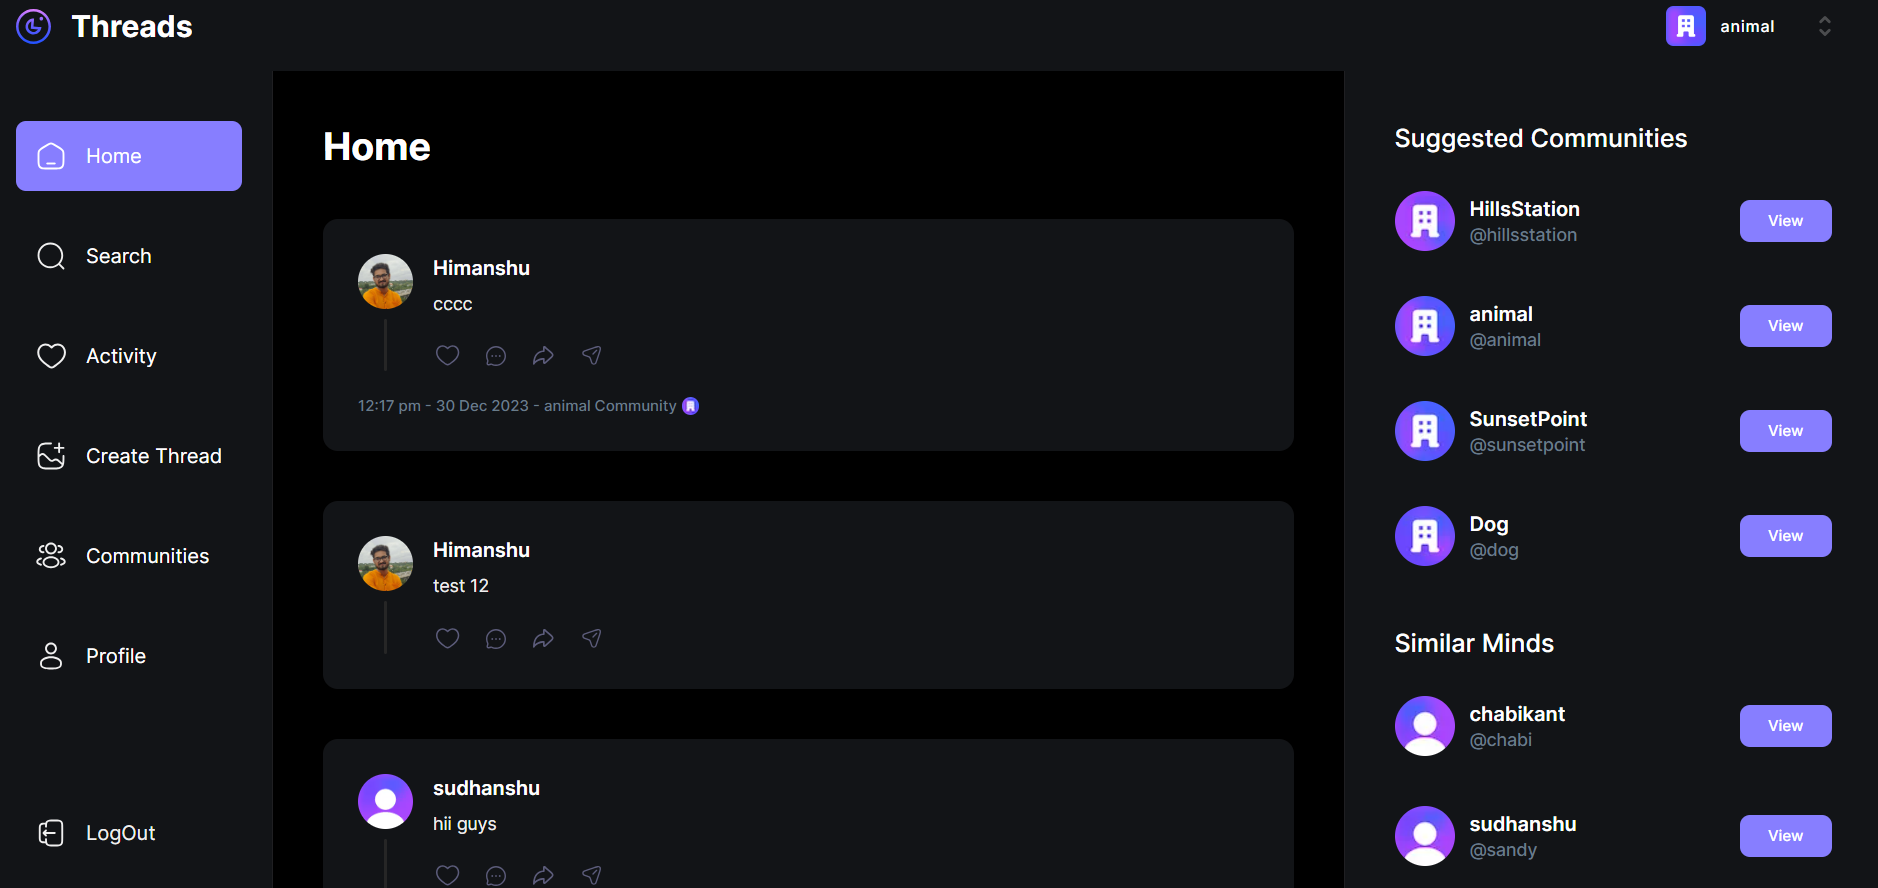 Threads
animal
Home
Search
Activity
Create Thread
Communities
Profile
LogOut
Home
Himanshu
cccc
12:17 pm - 30 Dec 2023 - animal Community
Himanshu
test 12
sudhanshu
hii guys
Suggested Communities
HillsStation
@hillsstation
View
animal
@animal
View
SunsetPoint
@sunsetpoint
View
Dog
@dog
View
Similar Minds
chabikant
@chabi
View
sudhanshu
@sandy
View